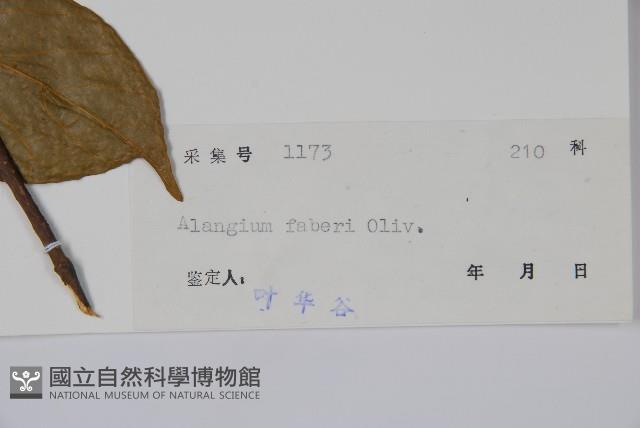 采集号 1173 210 科
Alangium faberi Oliv.
鉴定人: 叶华谷 年 月 日
國立自然科學博物館
NATIONAL MUSEUM OF NATURAL SCIENCE